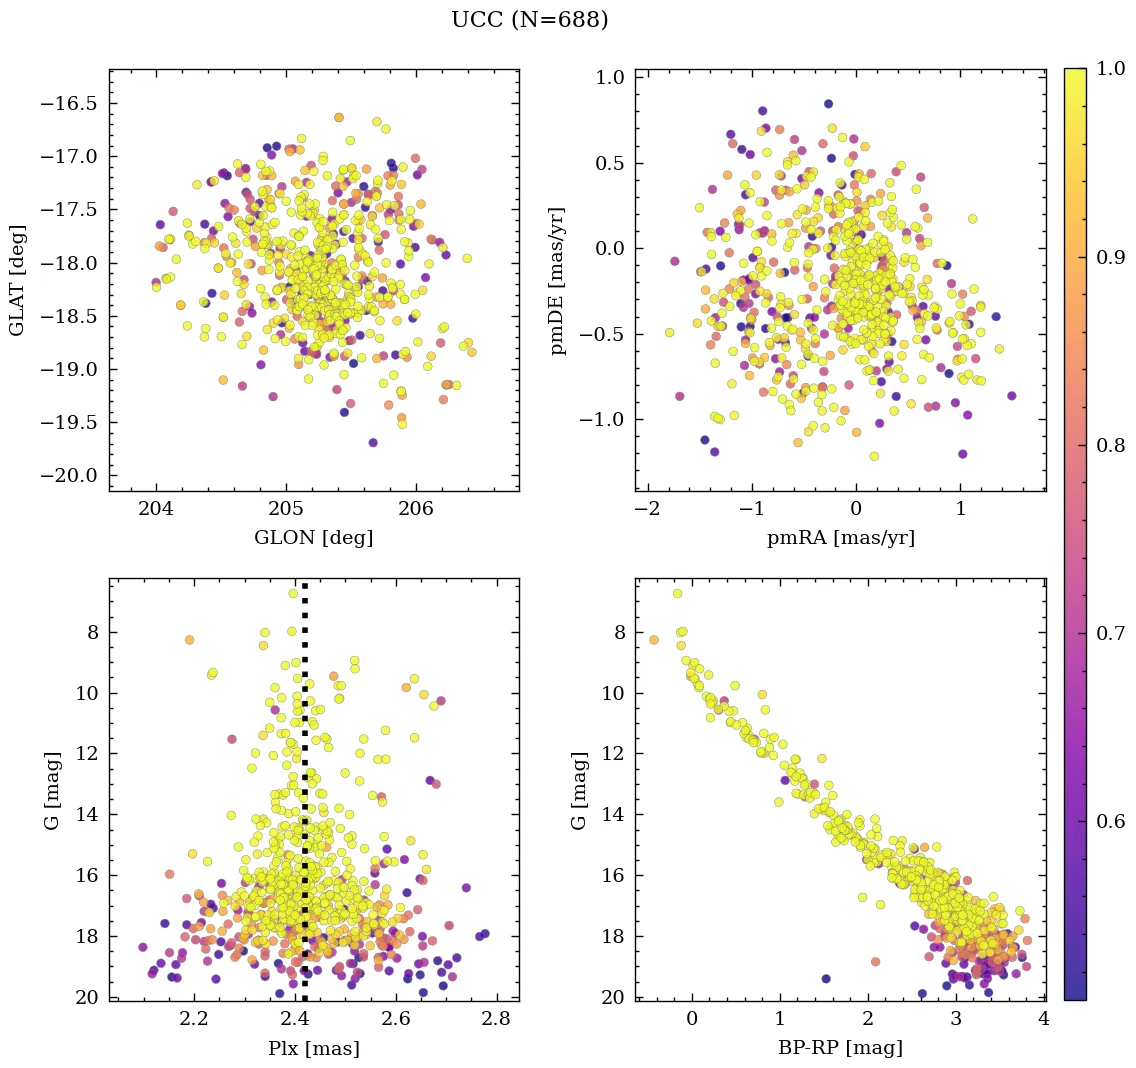 UCC (N=688)
−16.5
−17.0
−17.5
−18.0
−18.5
−19.0
−19.5
−20.0
GLAT [deg]
204 205 206
GLON [deg]
1.0
0.5
0.0
−0.5
−1.0
pmDE [mas/yr]
−2 −1 0 1
pmRA [mas/yr]
8
10
12
14
16
18
20
G [mag]
2.2 2.4 2.6 2.8
Plx [mas]
8
10
12
14
16
18
20
G [mag]
0 1 2 3 4
BP-RP [mag]
1.0
0.9
0.8
0.7
0.6